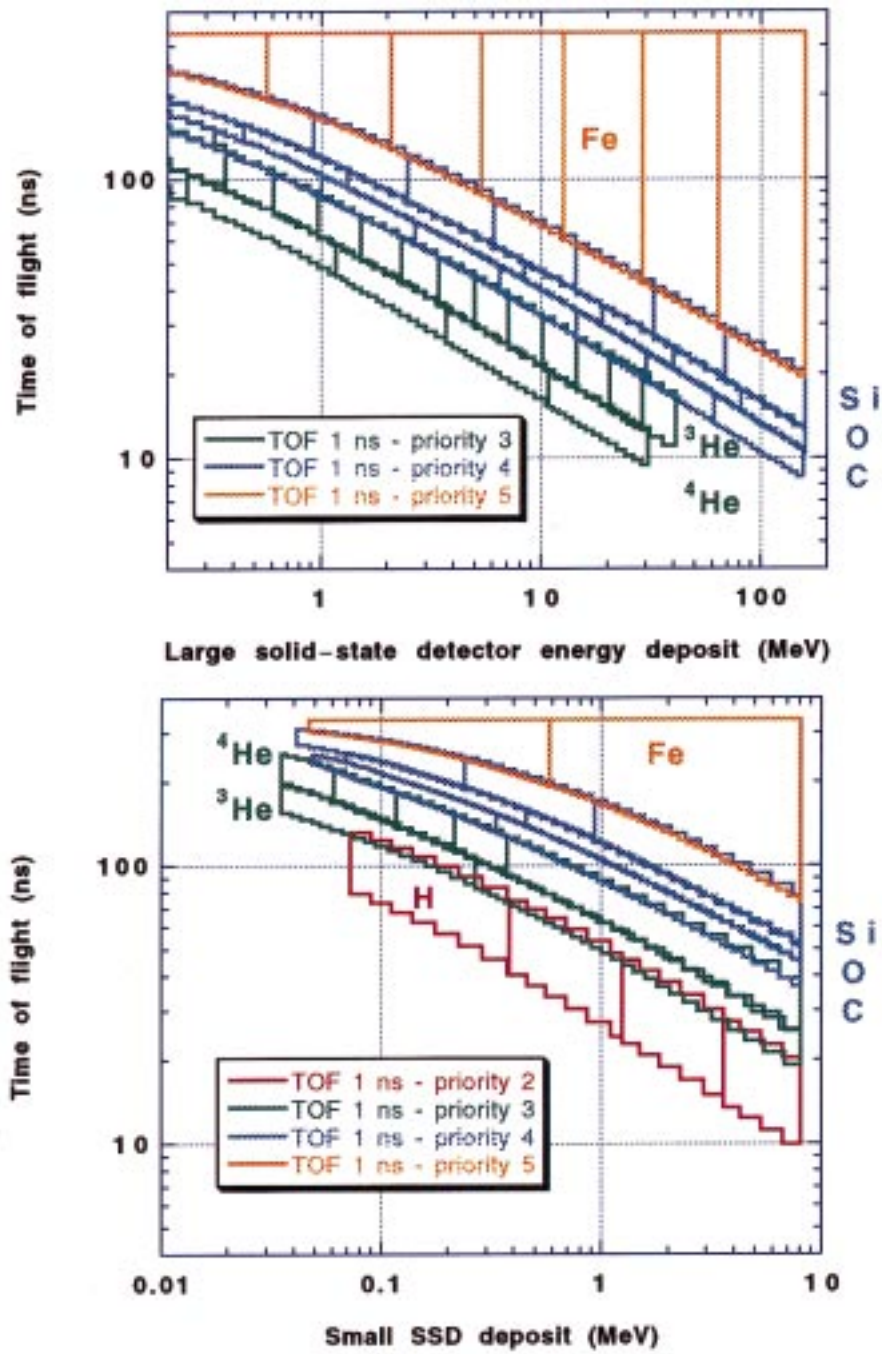 Time of flight (ns)
100
10
Fe
TOF 1 ns - priority 3
TOF 1 ns - priority 4
TOF 1 ns - priority 5
³He
⁴He
Si
O
C
1 10 100
Large solid-state detector energy deposit (MeV)
Time of flight (ns)
100
10
⁴He
³He
Fe
H
Si
O
C
TOF 1 ns - priority 2
TOF 1 ns - priority 3
TOF 1 ns - priority 4
TOF 1 ns - priority 5
0.01 0.1 1 10
Small SSD deposit (MeV)